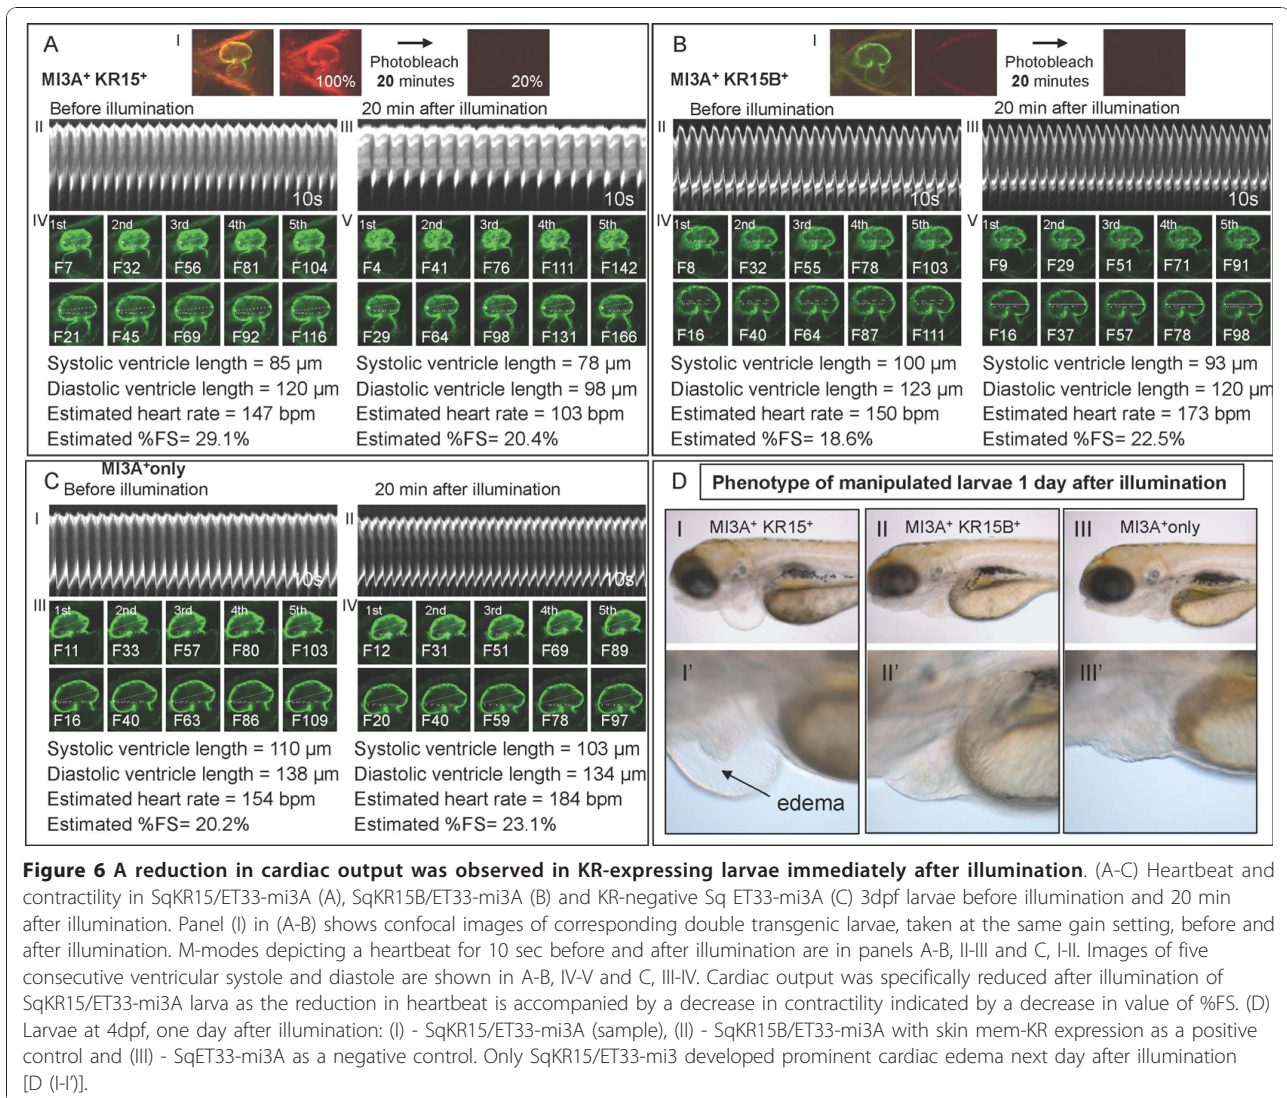 A
I
MI3A+ KR15+
100%
Photobleach
20 minutes
20%
Before illumination
20 min after illumination
II
10s
III
10s
IV
1st 2nd 3rd 4th 5th
F7 F32 F56 F81 F104
F21 F45 F69 F92 F116
V
1st 2nd 3rd 4th 5th
F4 F41 F76 F111 F142
F29 F64 F98 F131 F166
Systolic ventricle length = 85 µm
Diastolic ventricle length = 120 µm
Estimated heart rate = 147 bpm
Estimated %FS= 29.1%
Systolic ventricle length = 78 µm
Diastolic ventricle length = 98 µm
Estimated heart rate = 103 bpm
Estimated %FS= 20.4%
B
I
MI3A+ KR15B+
Photobleach
20 minutes
Before illumination
20 min after illumination
II
10s
III
10s
IV
1st 2nd 3rd 4th 5th
F8 F32 F55 F78 F103
F16 F40 F64 F87 F111
V
1st 2nd 3rd 4th 5th
F9 F29 F51 F71 F91
F16 F37 F57 F78 F98
Systolic ventricle length = 100 µm
Diastolic ventricle length = 123 µm
Estimated heart rate = 150 bpm
Estimated %FS= 18.6%
Systolic ventricle length = 93 µm
Diastolic ventricle length = 120 µm
Estimated heart rate = 173 bpm
Estimated %FS= 22.5%
C
MI3A+only
Before illumination
20 min after illumination
I
10s
II
10s
III
1st 2nd 3rd 4th 5th
F11 F33 F57 F80 F103
F16 F40 F63 F86 F109
IV
1st 2nd 3rd 4th 5th
F12 F31 F51 F69 F89
F20 F40 F59 F78 F97
Systolic ventricle length = 110 µm
Diastolic ventricle length = 138 µm
Estimated heart rate = 154 bpm
Estimated %FS= 20.2%
Systolic ventricle length = 103 µm
Diastolic ventricle length = 134 µm
Estimated heart rate = 184 bpm
Estimated %FS= 23.1%
D
Phenotype of manipulated larvae 1 day after illumination
I MI3A+ KR15+
II MI3A+ KR15B+
III MI3A+only
I'
edema
II'
III'
Figure 6 A reduction in cardiac output was observed in KR-expressing larvae immediately after illumination. (A-C) Heartbeat and
contractility in SqKR15/ET33-mi3A (A), SqKR15B/ET33-mi3A (B) and KR-negative Sq ET33-mi3A (C) 3dpf larvae before illumination and 20 min
after illumination. Panel (I) in (A-B) shows confocal images of corresponding double transgenic larvae, taken at the same gain setting, before and
after illumination. M-modes depicting a heartbeat for 10 sec before and after illumination are in panels A-B, II-III and C, I-II. Images of five
consecutive ventricular systole and diastole are shown in A-B, IV-V and C, III-IV. Cardiac output was specifically reduced after illumination of
SqKR15/ET33-mi3A larva as the reduction in heartbeat is accompanied by a decrease in contractility indicated by a decrease in value of %FS. (D)
Larvae at 4dpf, one day after illumination: (I) - SqKR15/ET33-mi3A (sample), (II) - SqKR15B/ET33-mi3A with skin mem-KR expression as a positive
control and (III) - SqET33-mi3A as a negative control. Only SqKR15/ET33-mi3 developed prominent cardiac edema next day after illumination
[D (I-I')].